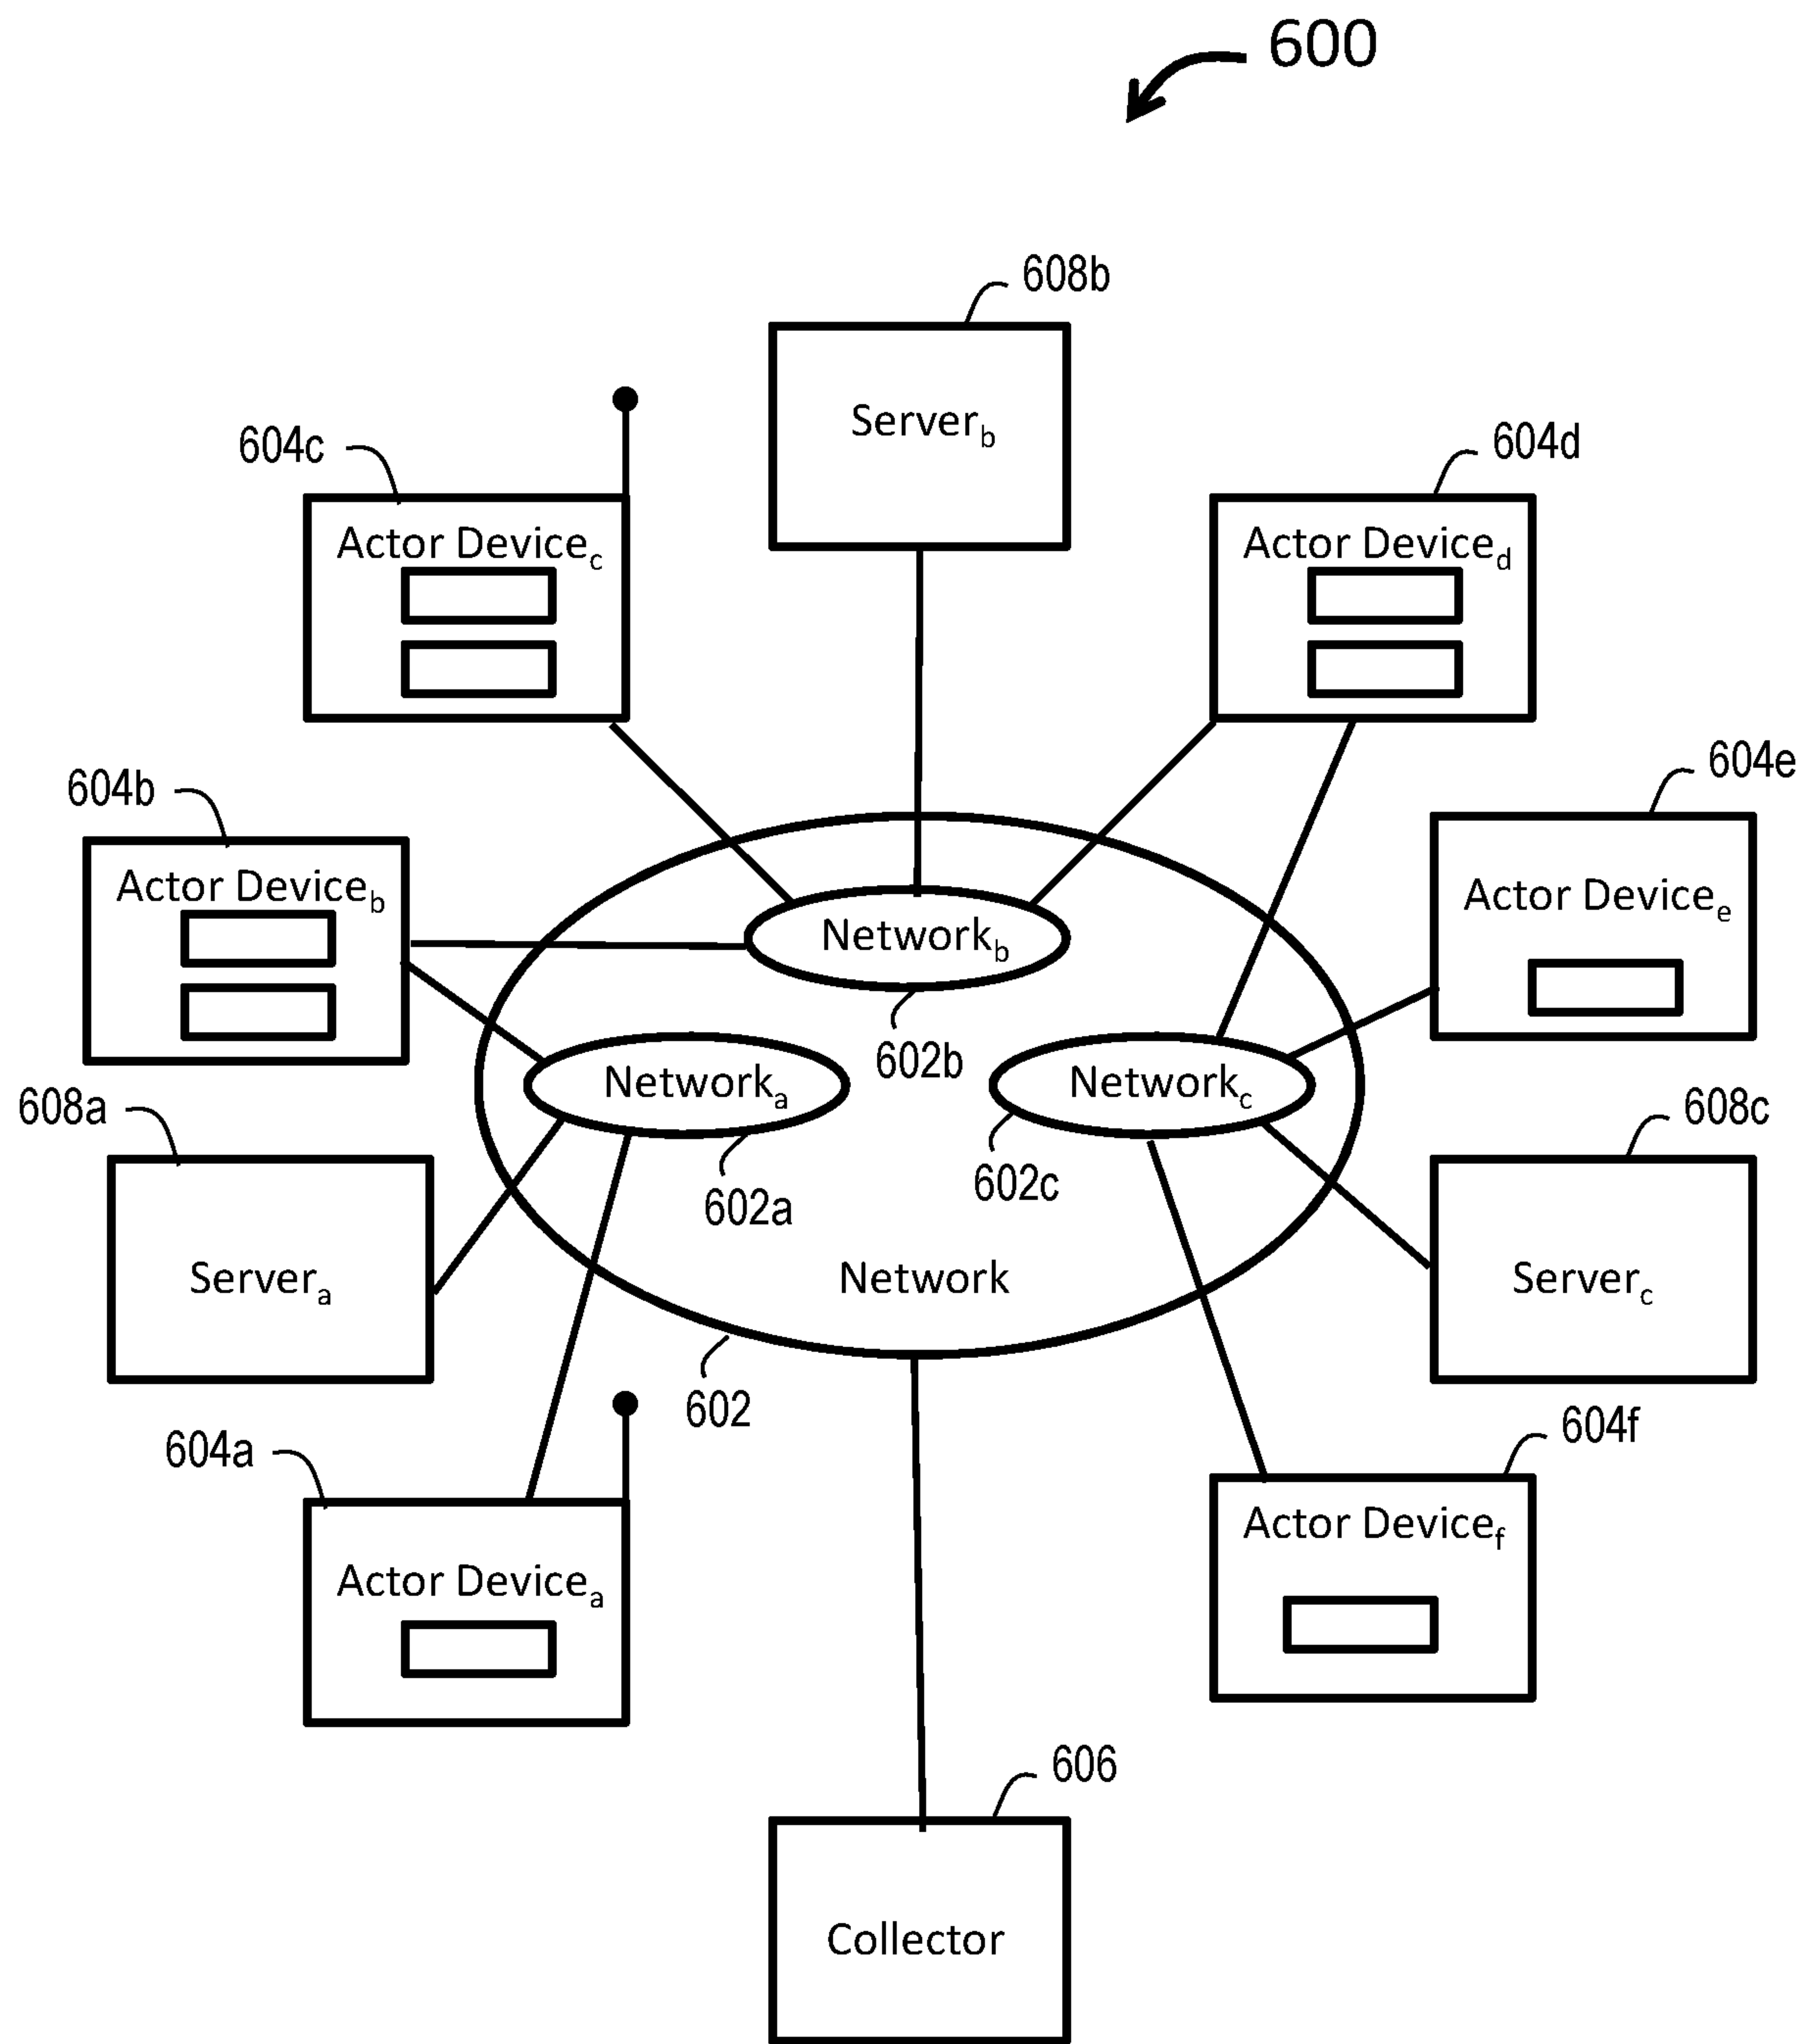 600
608b
Server_b
604c
Actor Device_c
604d
Actor Device_d
604b
Actor Device_b
604e
Actor Device_e
Network_b
602b
Network_a
602a
Network_c
602c
608a
Server_a
608c
Server_c
Network
602
604a
Actor Device_a
604f
Actor Device_f
606
Collector